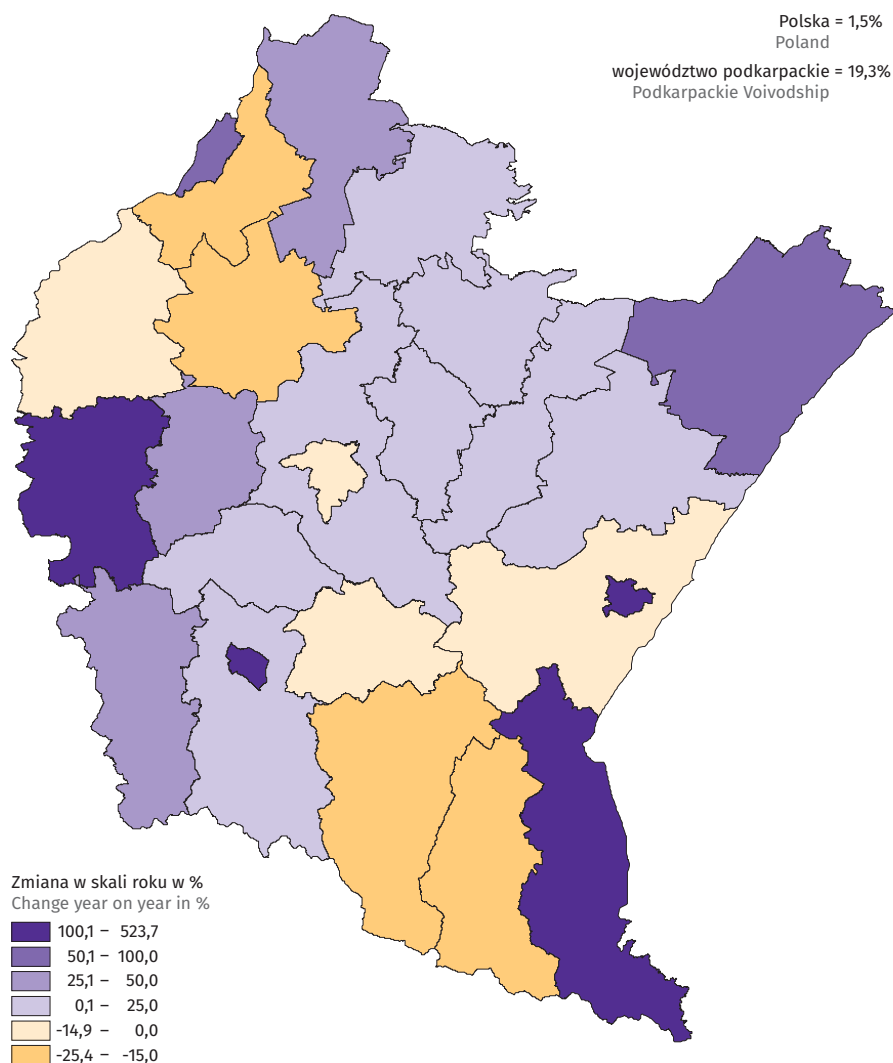 Polska = 1,5%
Poland
województwo podkarpackie = 19,3%
Podkarpackie Voivodship
Zmiana w skali roku w %
Change year on year in %
100,1 – 523,7
50,1 – 100,0
25,1 – 50,0
0,1 – 25,0
-14,9 – 0,0
-25,4 – -15,0